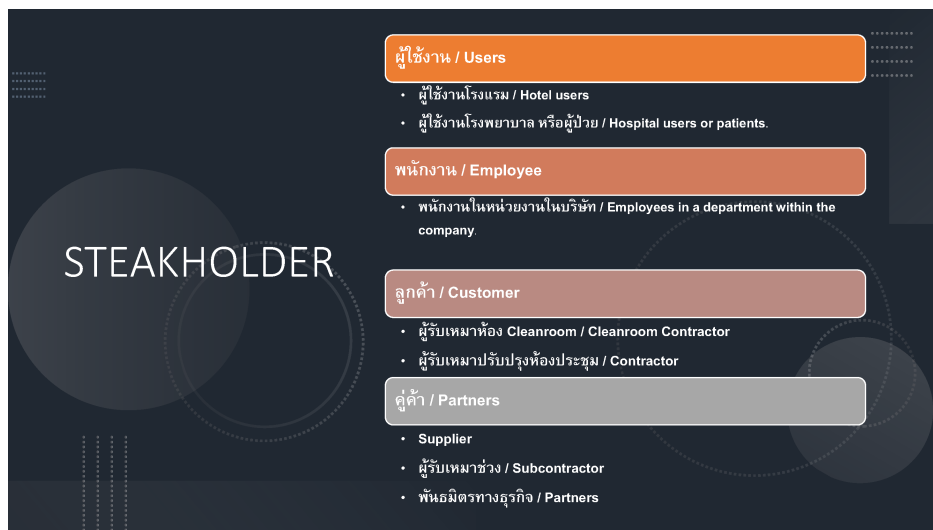 STEAKHOLDER
ผู้ใช้งาน / Users
• ผู้ใช้งานโรงแรม / Hotel users
• ผู้ใช้งานโรงพยาบาล หรือผู้ป่วย / Hospital users or patients.
พนักงาน / Employee
• พนักงานในหน่วยงานในบริษัท / Employees in a department within the
company.
ลูกค้า / Customer
• ผู้รับเหมาห้อง Cleanroom / Cleanroom Contractor
• ผู้รับเหมาปรับปรุงห้องประชุม / Contractor
คู่ค้า / Partners
• Supplier
• ผู้รับเหมาช่วง / Subcontractor
• พันธมิตรทางธุรกิจ / Partners